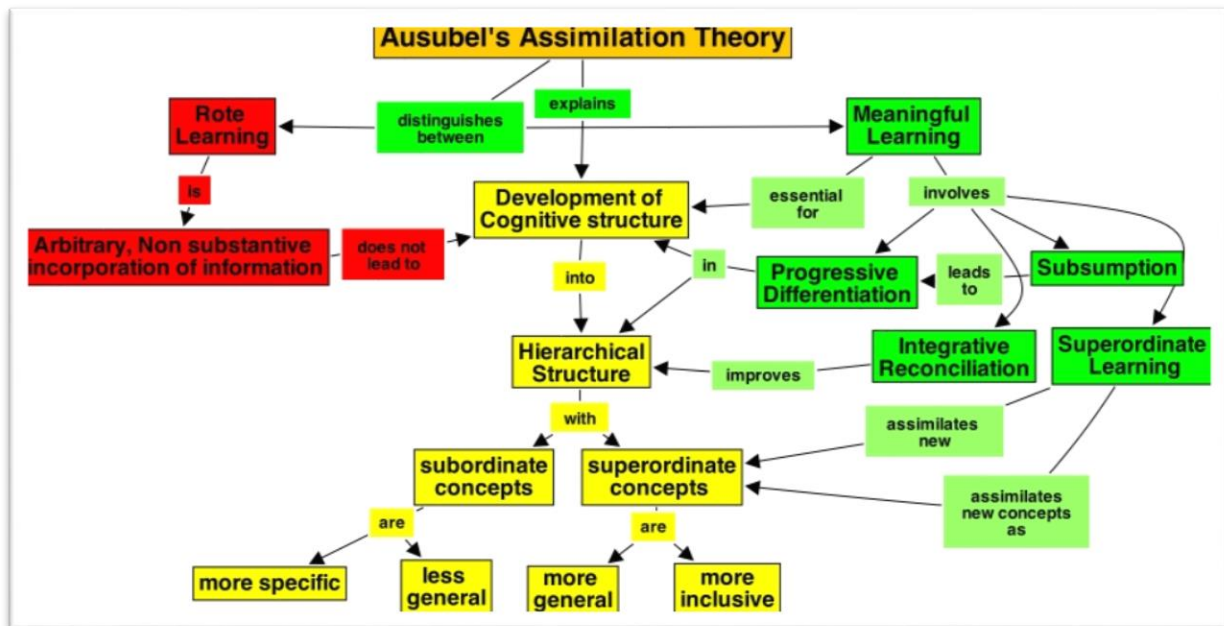 Ausubel's Assimilation Theory
Rote
Learning
distinguishes
between
explains
Meaningful
Learning
is
Development of
Cognitive structure
essential
for
involves
Arbitrary, Non substantive
incorporation of information
does not
lead to
into
in
Progressive
Differentiation
leads
to
Subsumption
Hierarchical
Structure
improves
Integrative
Reconciliation
Superordinate
Learning
with
assimilates
new
subordinate
concepts
superordinate
concepts
assimilates
new concepts
as
are
are
more specific
less
general
more
general
more
inclusive